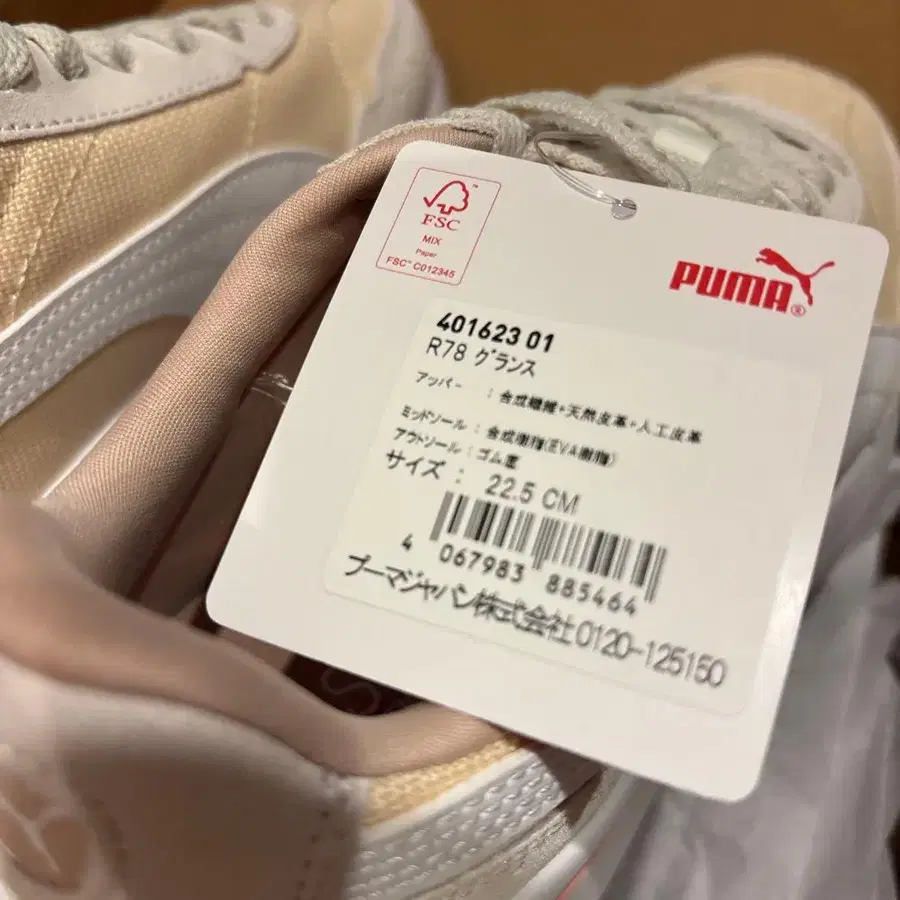 FSC™
MIX
Paper
FSC™ C012345
PUMA®
401623 01
R78 グランス
アッパー : 合成繊維+天然皮革+人工皮革
ミッドソール : 合成樹脂(EVA樹脂)
アウトソール : ゴム底
サイズ : 22.5 CM
4 067983 885464
プーマジャパン株式会社 0120-125150